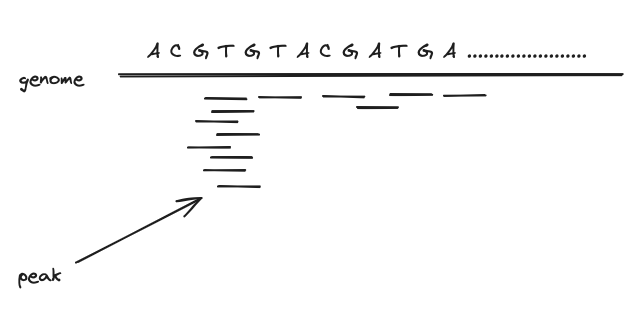 A C G T G T A C G A T G A ......................
genome
peak